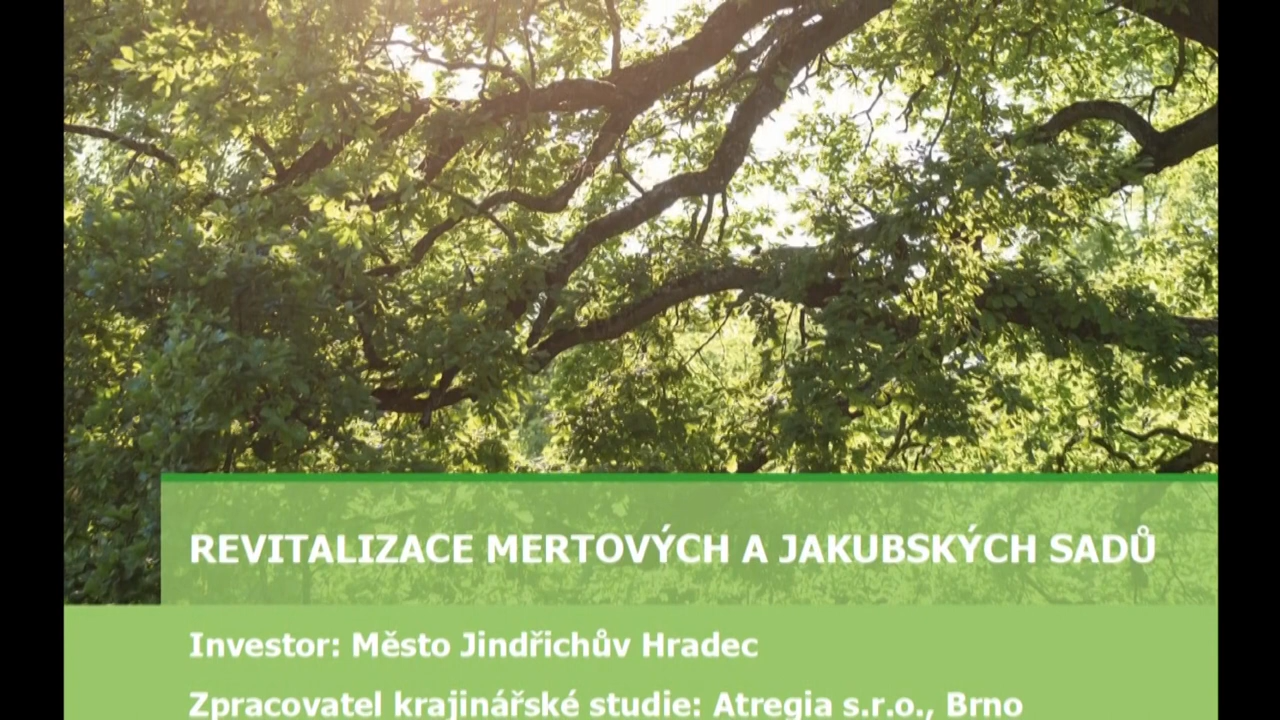 REVITALIZACE MERTOVÝCH A JAKUBSKÝCH SADŮ
Investor: Město Jindřichův Hradec
Zpracovatel krajinářské studie: Atregia s.r.o., Brno